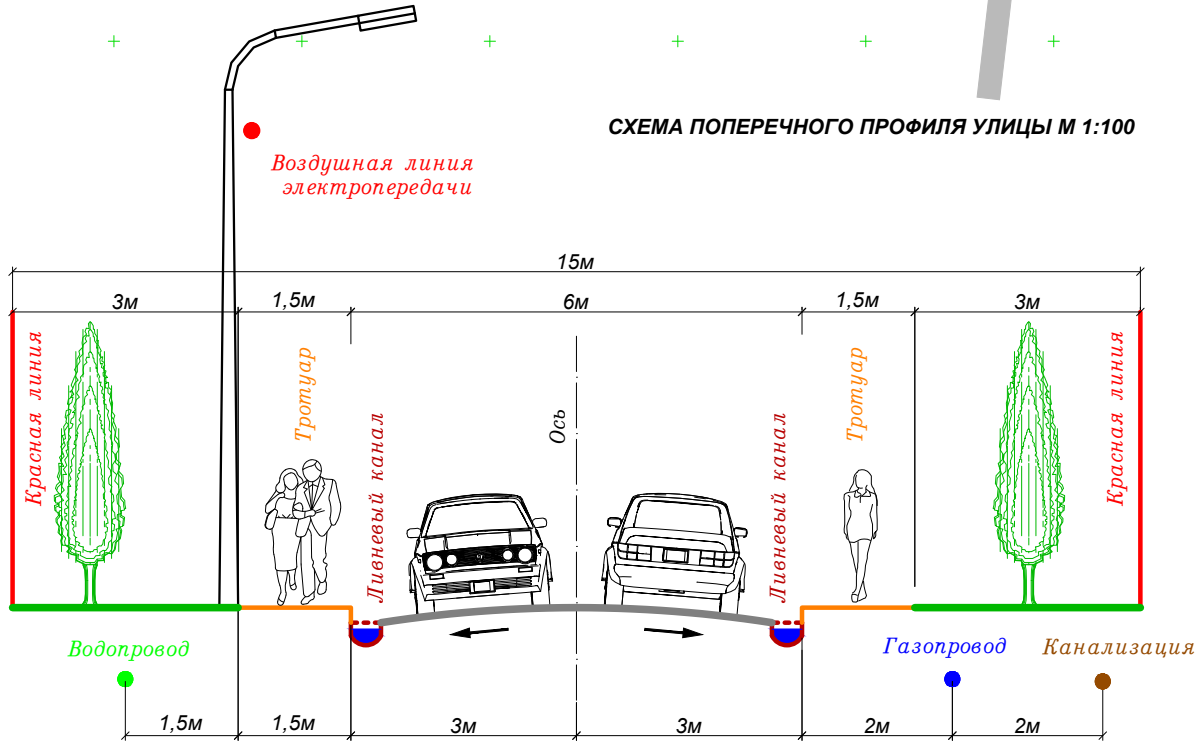 СХЕМА ПОПЕРЕЧНОГО ПРОФИЛЯ УЛИЦЫ М 1:100
Воздушная линия
электропередачи
15м
3м
1,5м
6м
1,5м
3м
Красная линия
Тротуар
Ливневый канал
Ось
Ливневый канал
Тротуар
Красная линия
Водопровод
Газопровод
Канализация
1,5м
1,5м
3м
3м
2м
2м